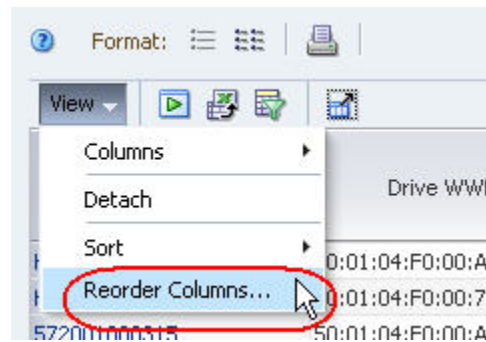 Format:
View
Columns
Drive WW
Detach
Sort
0:01:04:F0:00:A
Reorder Columns...
0:01:04:F0:00:7
572001000315
50:01:04:F0:00:A